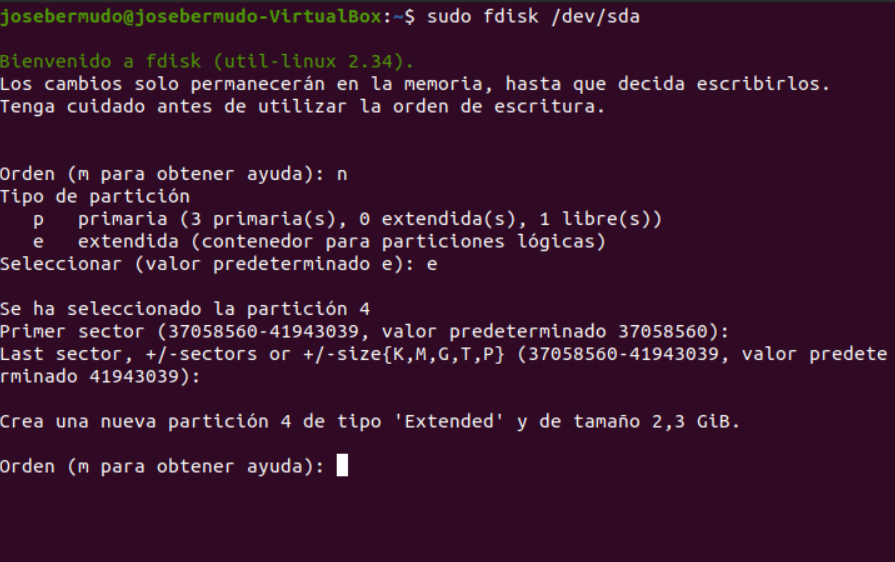 josebermudo@josebermudo-VirtualBox:~$ sudo fdisk /dev/sda
Bienvenido a fdisk (util-linux 2.34).
Los cambios solo permanecerán en la memoria, hasta que decida escribirlos.
Tenga cuidado antes de utilizar la orden de escritura.
Orden (m para obtener ayuda): n
Tipo de partición
p   primaria (3 primaria(s), 0 extendida(s), 1 libre(s))
e   extendida (contenedor para particiones lógicas)
Seleccionar (valor predeterminado e): e
Se ha seleccionado la partición 4
Primer sector (37058560-41943039, valor predeterminado 37058560):
Last sector, +/-sectors or +/-size{K,M,G,T,P} (37058560-41943039, valor predete
rminado 41943039):
Crea una nueva partición 4 de tipo 'Extended' y de tamaño 2,3 GiB.
Orden (m para obtener ayuda):